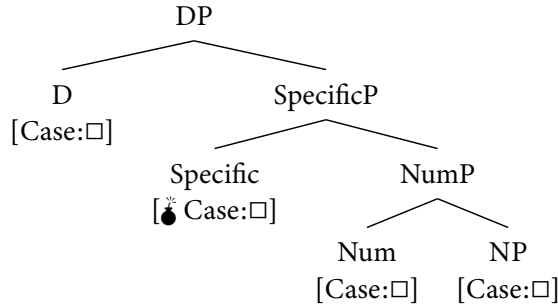 DP
D
[Case:□]
SpecificP
Specific
[💣 Case:□]
NumP
Num
[Case:□]
NP
[Case:□]